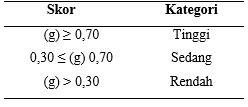 Skor Kategori
(g) ≥ 0,70 Tinggi
0,30 ≤ (g) 0,70 Sedang
(g) > 0,30 Rendah